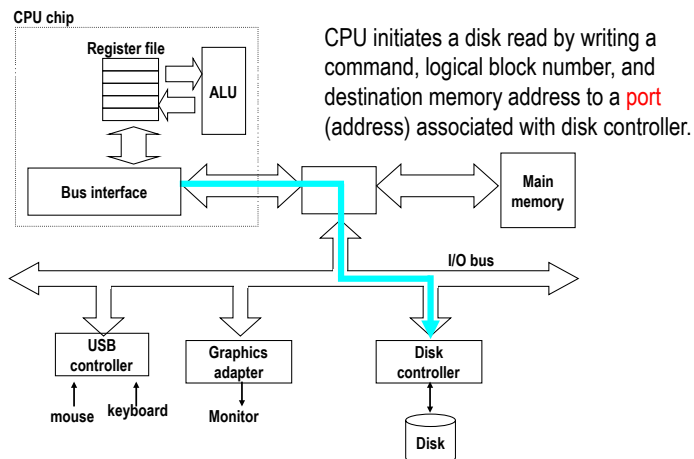 CPU chip
Register file
ALU
CPU initiates a disk read by writing a
command, logical block number, and
destination memory address to a port
(address) associated with disk controller.
Bus interface
Main
memory
I/O bus
USB
controller
Graphics
adapter
Disk
controller
mouse
keyboard
Monitor
Disk